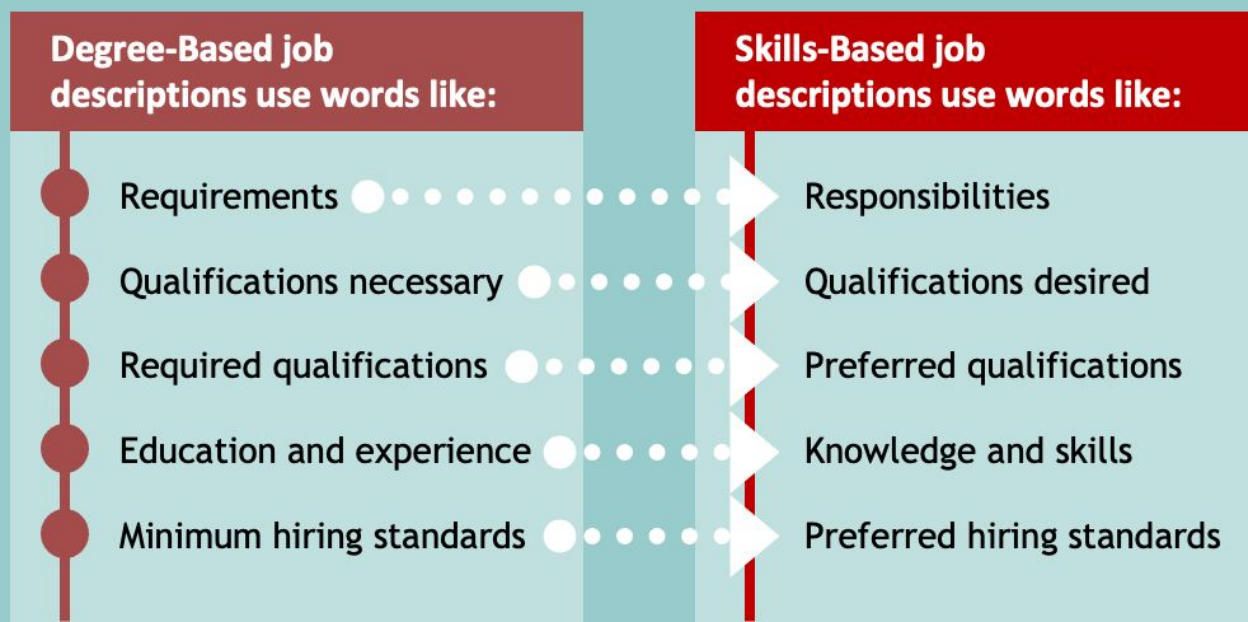 Degree-Based job
descriptions use words like:
Requirements
Qualifications necessary
Required qualifications
Education and experience
Minimum hiring standards
Skills-Based job
descriptions use words like:
Responsibilities
Qualifications desired
Preferred qualifications
Knowledge and skills
Preferred hiring standards